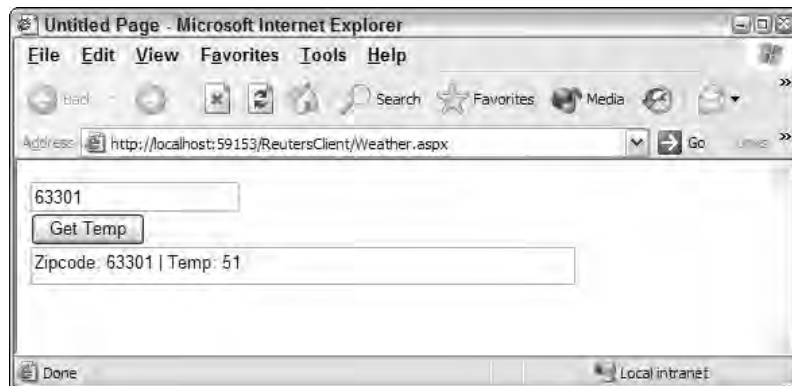 Untitled Page - Microsoft Internet Explorer
File Edit View Favorites Tools Help
Back Search Favorites Media »
Address http://localhost:59153/ReutersClient/Weather.aspx Go Links »
63301
Get Temp
Zipcode: 63301 | Temp: 51
Done Local intranet